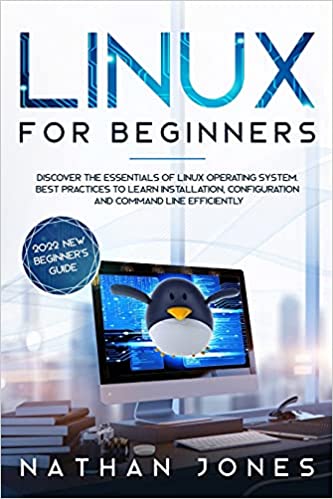 LINUX
FOR BEGINNERS
DISCOVER THE ESSENTIALS OF LINUX OPERATING SYSTEM.
BEST PRACTICES TO LEARN INSTALLATION, CONFIGURATION
AND COMMAND LINE EFFICIENTLY
2022 NEW
BEGINNER'S
GUIDE
NATHAN JONES